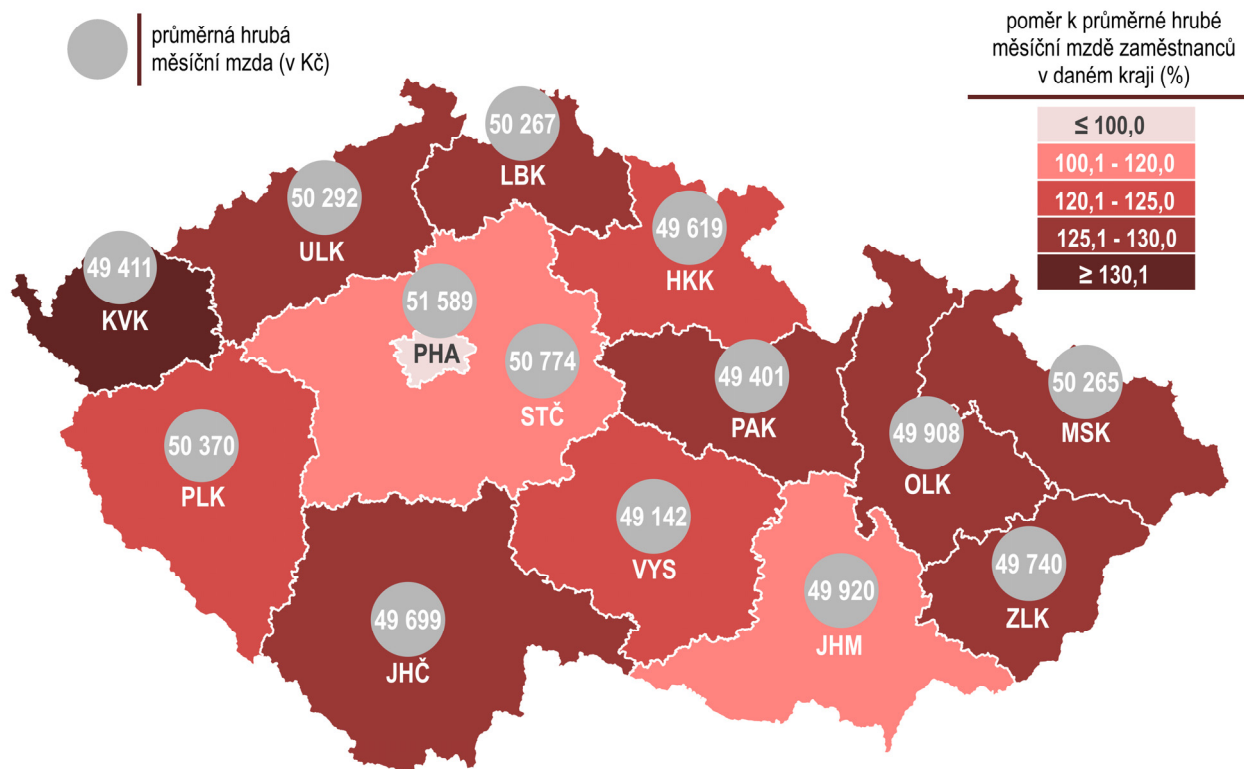 průměrná hrubá
měsíční mzda (v Kč)
poměr k průměrné hrubé
měsíční mzdě zaměstnanců
v daném kraji (%)
≤ 100,0
100,1 - 120,0
120,1 - 125,0
125,1 - 130,0
≥ 130,1
50 267
LBK
50 292
ULK
49 619
HKK
49 411
KVK
51 589
PHA
50 774
STČ
49 401
PAK
50 265
MSK
49 908
OLK
50 370
PLK
49 142
VYS
49 740
ZLK
49 920
JHM
49 699
JHČ